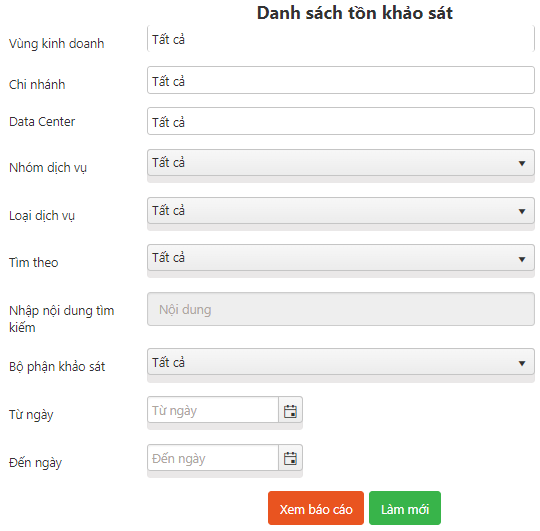 Danh sách tồn khảo sát
Vùng kinh doanh Tất cả
Chi nhánh Tất cả
Data Center Tất cả
Nhóm dịch vụ Tất cả
Loại dịch vụ Tất cả
Tìm theo Tất cả
Nhập nội dung tìm
kiếm
Nội dung
Bộ phận khảo sát Tất cả
Từ ngày Từ ngày
Đến ngày Đến ngày
Xem báo cáo Làm mới